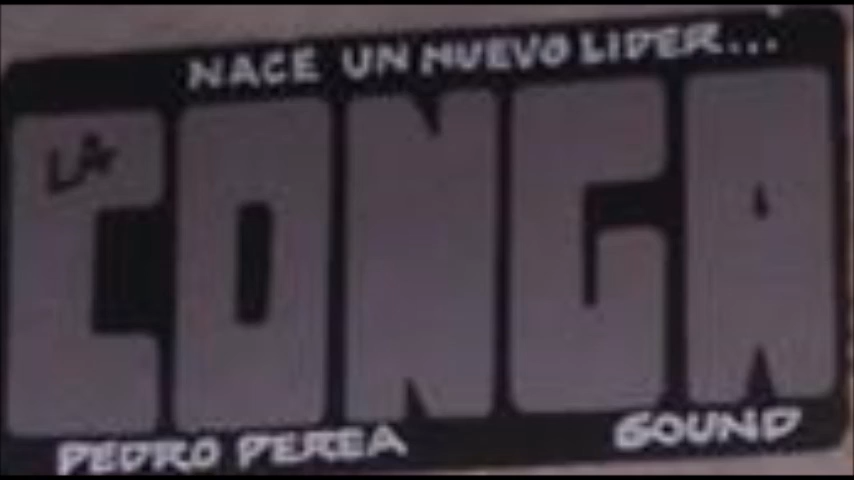 NACE UN NUEVO LIDER...
LA
CONGA
PEDRO PEREA SOUND